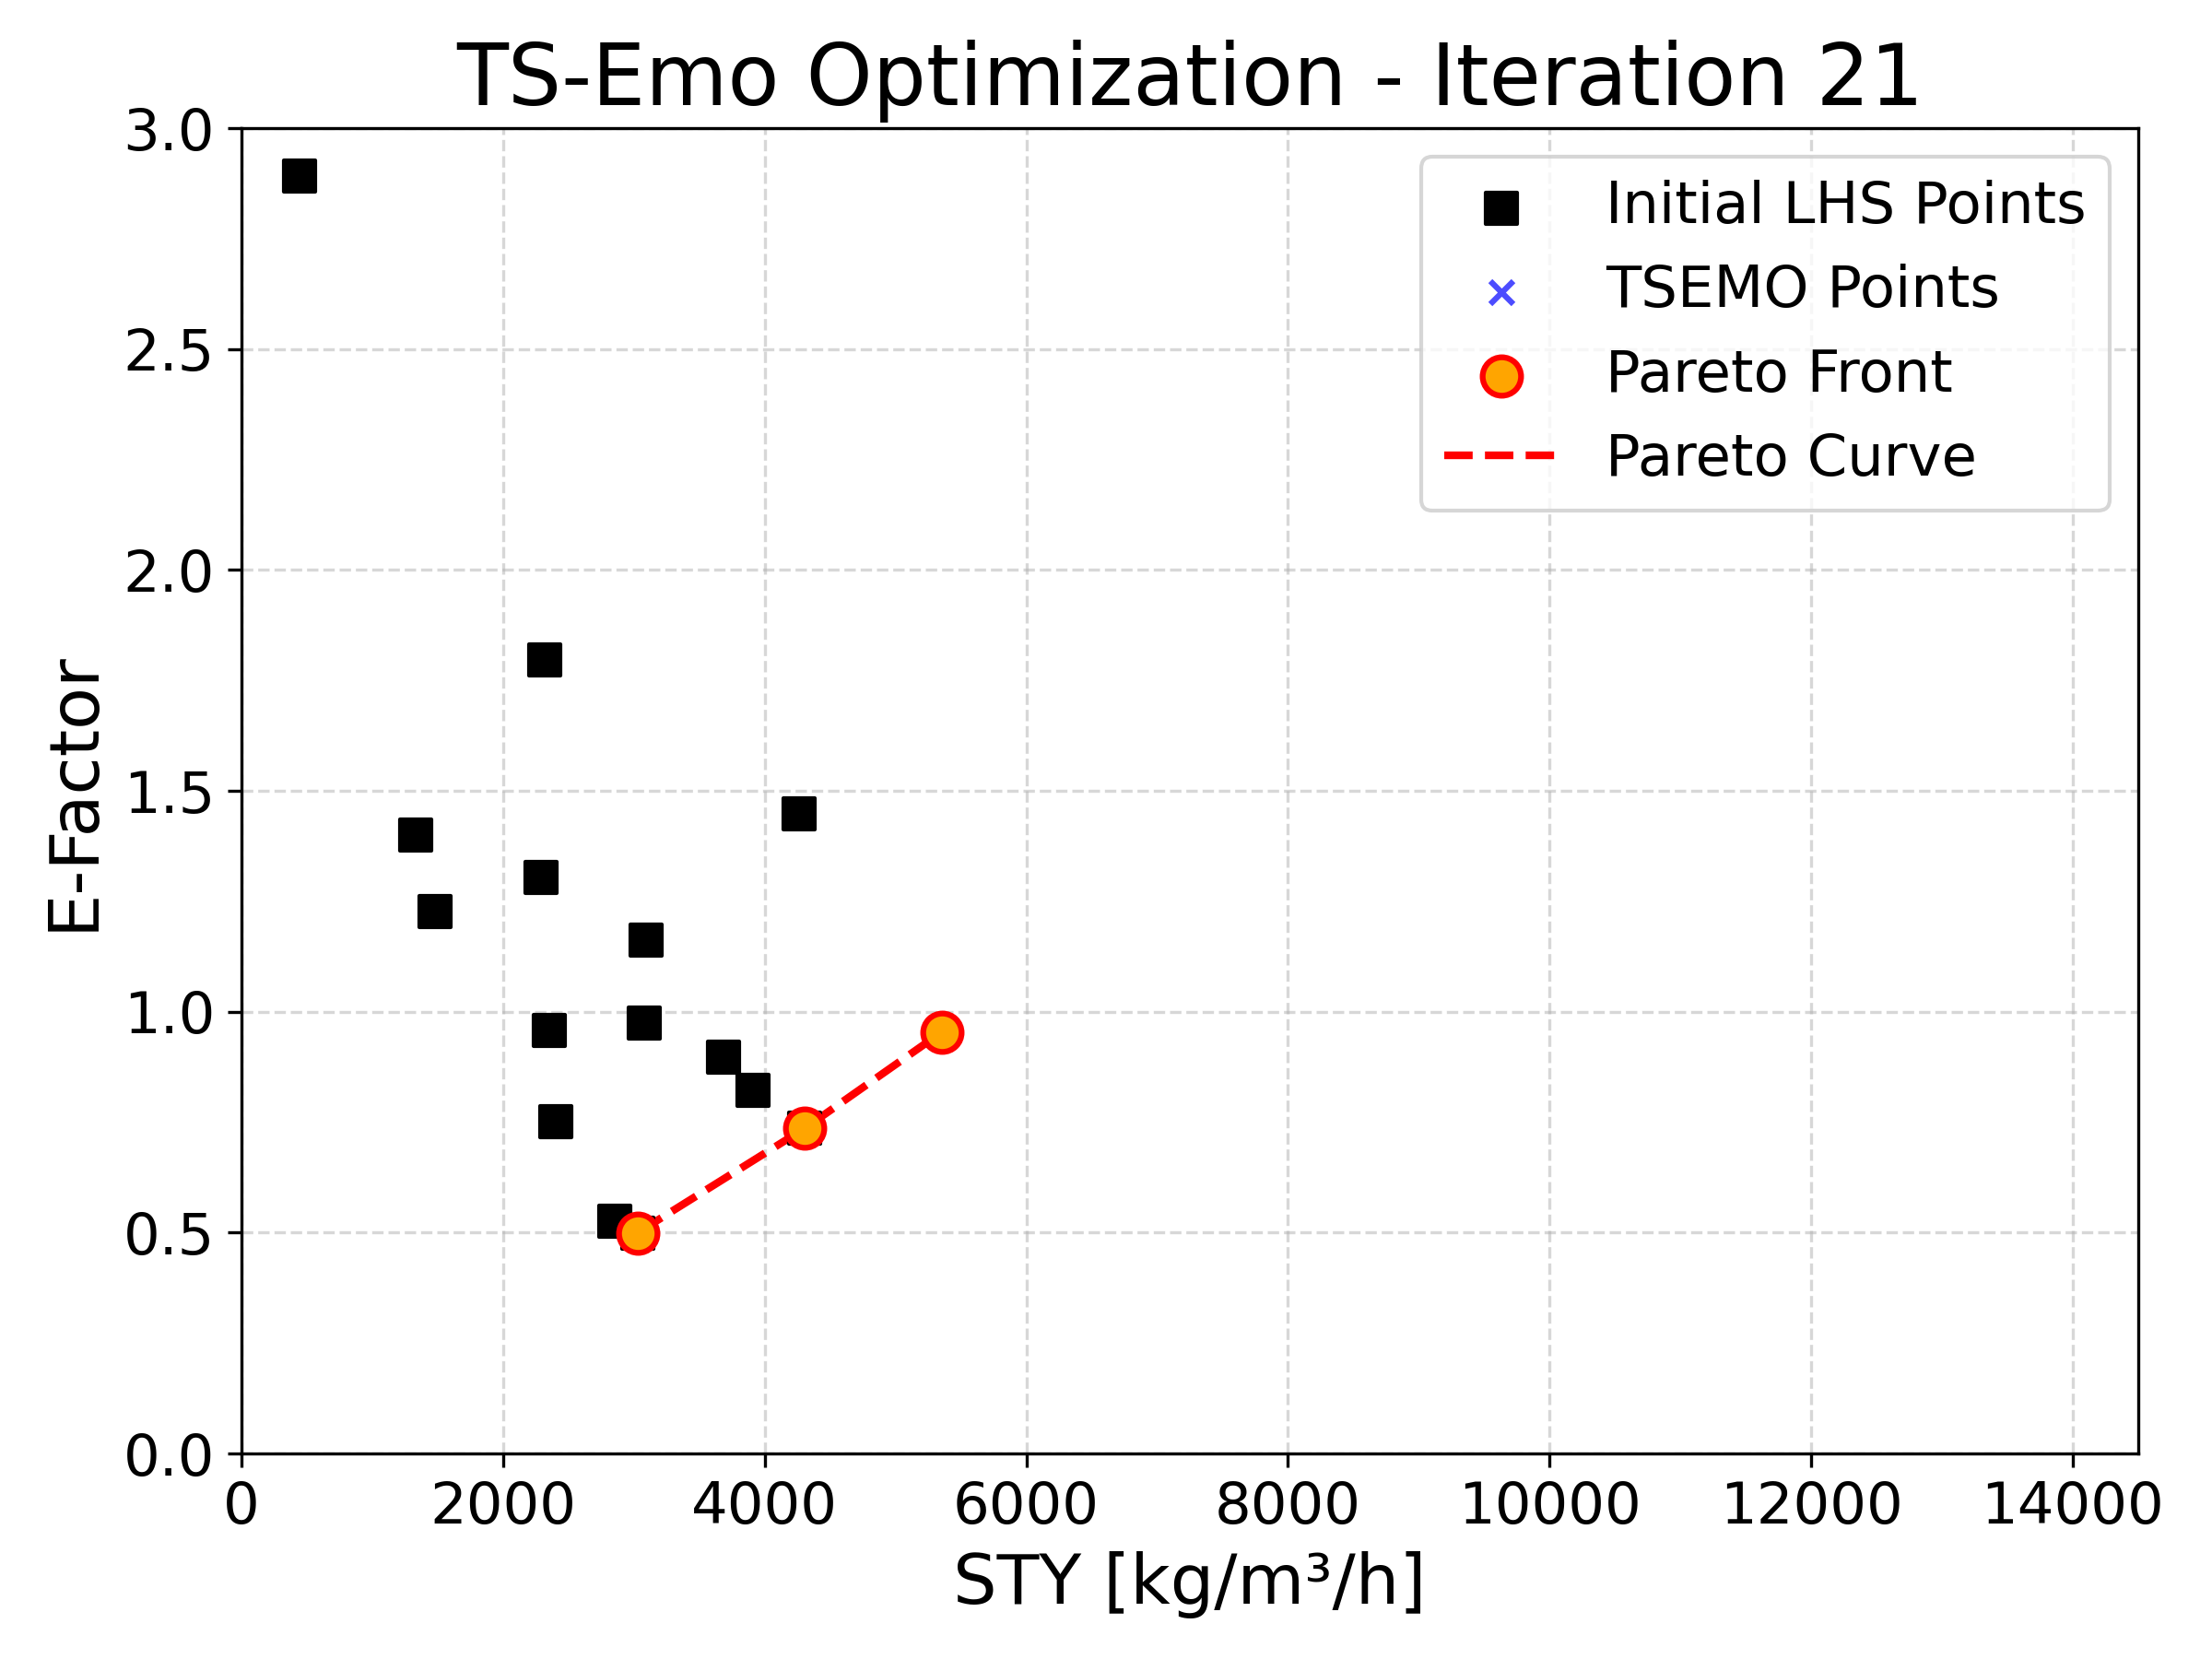 TS-Emo Optimization - Iteration 21
3.0
2.5
2.0
1.5
1.0
0.5
0.0
E-Factor
Initial LHS Points
TSEMO Points
Pareto Front
Pareto Curve
0 2000 4000 6000 8000 10000 12000 14000
STY [kg/m³/h]